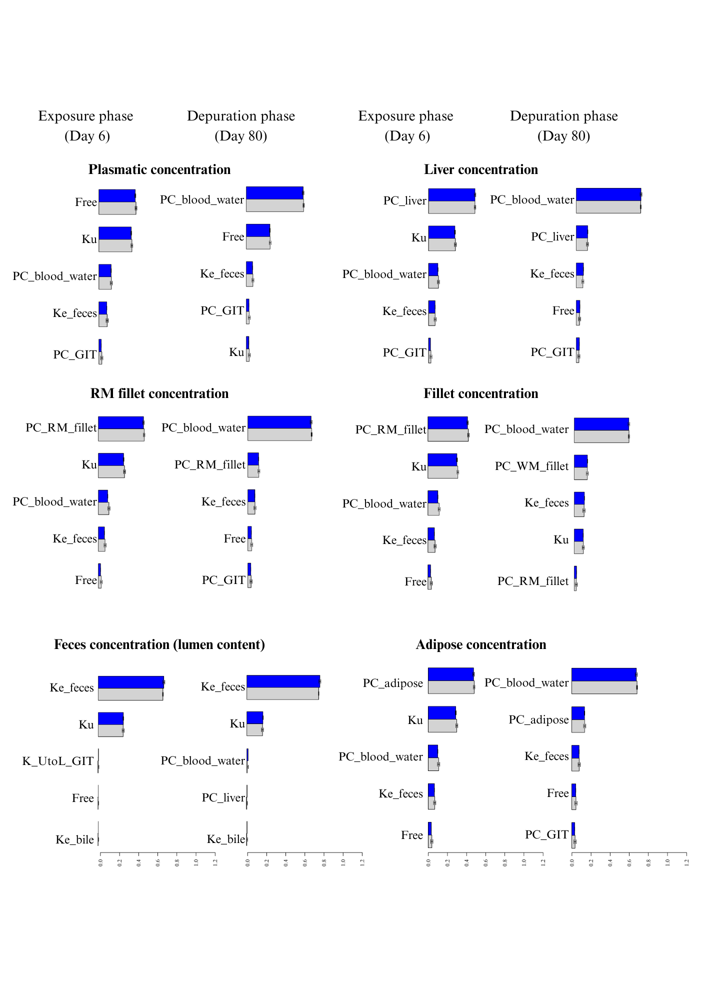 Exposure phase
(Day 6)
Depuration phase
(Day 80)
Exposure phase
(Day 6)
Depuration phase
(Day 80)
Plasmatic concentration
Free
Ku
PC_blood_water
Ke_feces
PC_GIT
PC_blood_water
Free
Ke_feces
PC_GIT
Ku
Liver concentration
PC_liver
Ku
PC_blood_water
Ke_feces
PC_GIT
PC_blood_water
PC_liver
Ke_feces
Free
PC_GIT
RM fillet concentration
PC_RM_fillet
Ku
PC_blood_water
Ke_feces
Free
PC_blood_water
PC_RM_fillet
Ke_feces
Free
PC_GIT
Fillet concentration
PC_RM_fillet
Ku
PC_blood_water
Ke_feces
Free
PC_blood_water
PC_WM_fillet
Ke_feces
Ku
PC_RM_fillet
Feces concentration (lumen content)
Ke_feces
Ku
K_UtoL_GIT
Free
Ke_bile
0.0 0.2 0.4 0.6 0.8 1.0 1.2
Ke_feces
Ku
PC_blood_water
PC_liver
Ke_bile
0.0 0.2 0.4 0.6 0.8 1.0 1.2
Adipose concentration
PC_adipose
Ku
PC_blood_water
Ke_feces
Free
0.0 0.2 0.4 0.6 0.8 1.0 1.2
PC_blood_water
PC_adipose
Ke_feces
Free
PC_GIT
0.0 0.2 0.4 0.6 0.8 1.0 1.2